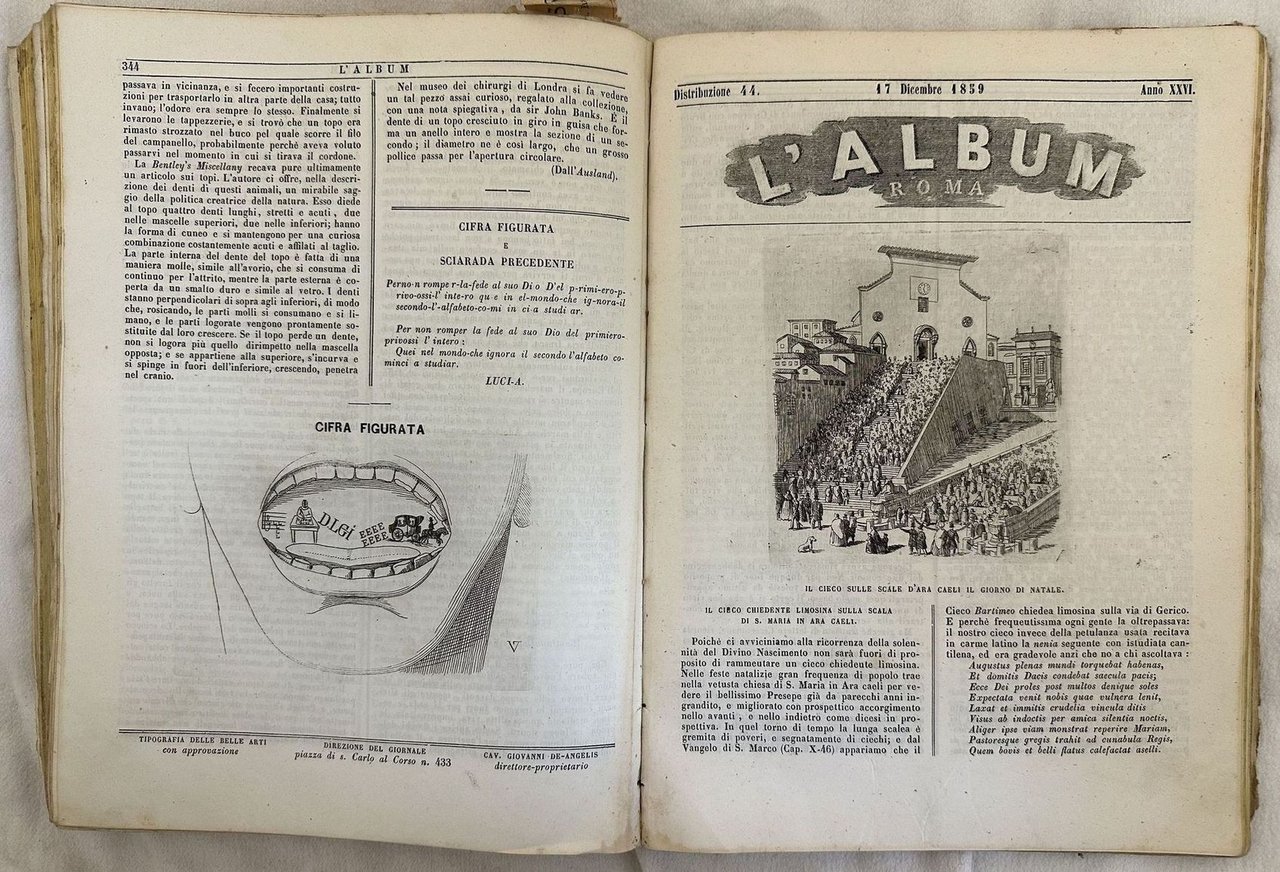 344
L'ALBUM
passava in vicinanza, e si fecero importanti costru-
zioni per trasportarlo in altra parte della casa; tutto
invano; l'odore era sempre lo stesso. Finalmente si
levarono le tappezzerie, e si trovò che un topo era
rimasto strozzato nel buco pel quale scorre il filo
del campanello, probabilmente perchè aveva voluto
passarvi nel momento in cui si tirava il cordone.
La Bentley's Miscellany recava pure ultimamente
un articolo sui topi. L'autore ci offre, nella descri-
zione dei denti di questi animali, un mirabile sag-
gio della politica creatrice della natura. Esso diede
al topo quattro denti lunghi, stretti e acuti, due
nelle mascelle superiori, due nelle inferiori; hanno
la forma di cuneo e si mantengono per una curiosa
combinazione costantemente acuti e affilati al taglio.
La parte interna del dente del topo è fatta di una
maniera molle, simile all'avorio, che si consuma di
continuo per l'attrito, mentre la parte esterna è co-
perta da un smalto duro e simile al vetro. I denti
stanno perpendicolari di sopra agli inferiori, di modo
che, rosicando, le parti molli si consumano e si li-
mano, e le parti logorate vengono prontamente so-
stituite dal loro crescere. Se il topo perde un dente,
non si logora più quello dirimpetto nella mascella
opposta; e se appartiene alla superiore, s'incurva e
si spinge in fuori dell'inferiore, crescendo, penetra
nel cranio.
Nel museo dei chirurgi di Londra si fa vedere
un tal pezzo assai curioso, regalato alla collezione,
con una nota spiegativa, da sir John Banks. È il
dente di un topo cresciuto in giro in guisa che for-
ma un anello intero e mostra la sezione di un se-
condo; il diametro ne è così largo, che un grosso
pollice passa per l'apertura circolare.
(Dall'Ausland).
CIFRA FIGURATA
E
SCIARADA PRECEDENTE
Perno-n rompe r-la-fede al suo Di o D'el p-rimi-ero-p-
rivo-ossi-l' inte-ro qu e in el-mondo-che ig-nora-il
secondo-l'-alfabeto-co-mi in ci-a studi ar.
Per non romper la fede al suo Dio del primiero-
privossi l' intero :
Quei nel mondo-che ignora il secondo l'alfabeto co-
minci a studiar.
LUCI-A.
CIFRA FIGURATA
DLGi
EEEE
EEEE
V
TIPOGRAFIA DELLE BELLE ARTI
con approvazione
DIREZIONE DEL GIORNALE
piazza di s. Carlo al Corso n. 433
CAV. GIOVANNI DE-ANGELIS
direttore-proprietario
Distribuzione 44.
17 Dicembre 1859
Anno XXVI.
L'ALBUM
ROMA
IL CIECO SULLE SCALE D'ARA CAELI IL GIORNO DI NATALE.
IL CIECO CHIEDENTE LIMOSINA SULLA SCALA
DI S. MARIA IN ARA CAELI.
Poichè ci avviciniamo alla ricorrenza della solen-
nità del Divino Nascimento non sarà fuori di pro-
posito di rammeutare un cieco chiedente limosina.
Nelle feste natalizie gran frequenza di popolo trae
nella vetusta chiesa di S. Maria in Ara caeli per ve-
dere il bellissimo Presepe già da parecchi anni in-
grandito, e migliorato con prospettico accorgimento
nello avanti, e nello indietro come dicesi in pro-
spettiva. In quel torno di tempo la lunga scalea è
gremita di poveri, e segnatamente di ciechi; e dal
Vangelo di S. Marco (Cap. X-46) appariamo che il
Cieco Bartimeo chiedea limosina sulla via di Gerico.
E perchè frequeutissima ogni gente la oltrepassava:
il nostro cieco invece della petulanza usata recitava
in carme latino la nenia seguente con istudiata can-
tilena, ed era gradevole anzi che no a chi ascoltava :
Augustus plenas mundi torquebat habenas,
Et domitis Dacis condebat saecula pacis;
Ecce Dei proles post multos denique soles
Expectata venit nobis quae vulnera lenit,
Laxat et immitis crudelia vincula ditis
Visus ab indoctis per amica silentia noctis,
Aliger ipse viam monstrat reperire Mariam,
Pastoresque gregis trahit ad cunabula Regis,
Quem bovis et belli flatus calefactat aselli.